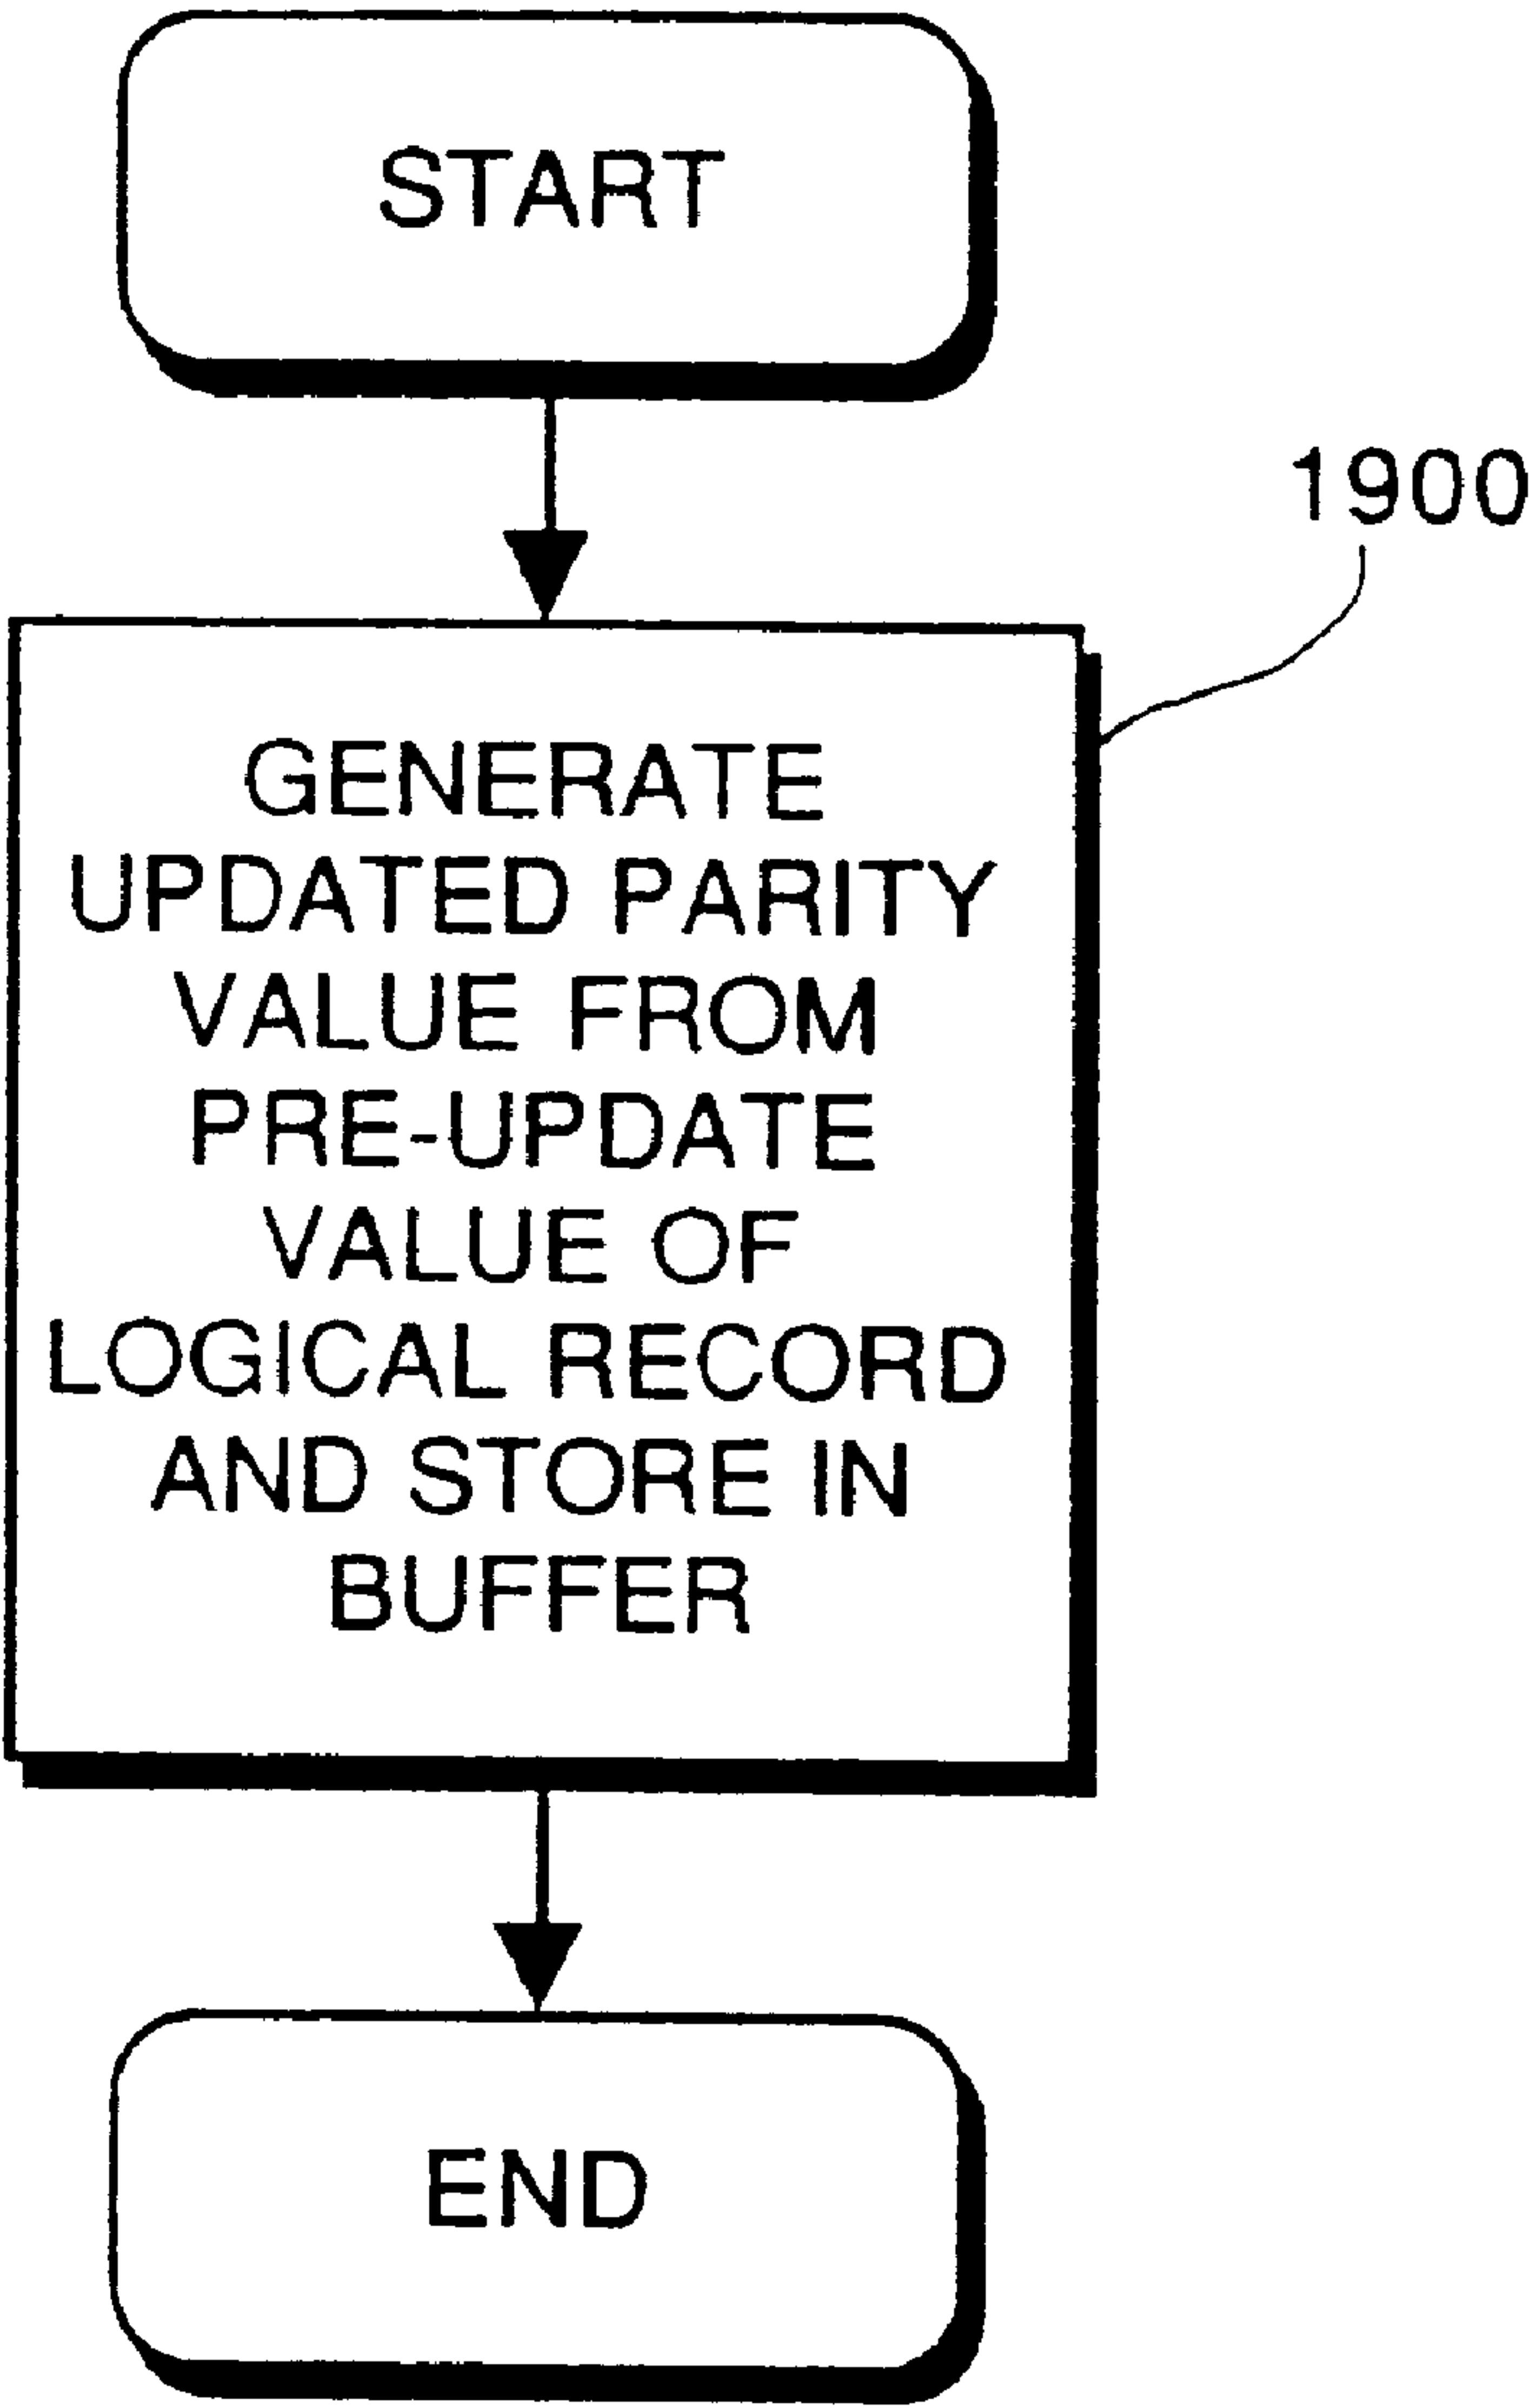 START
1900
GENERATE
UPDATED PARITY
VALUE FROM
PRE-UPDATE
VALUE OF
LOGICAL RECORD
AND STORE IN
BUFFER
END